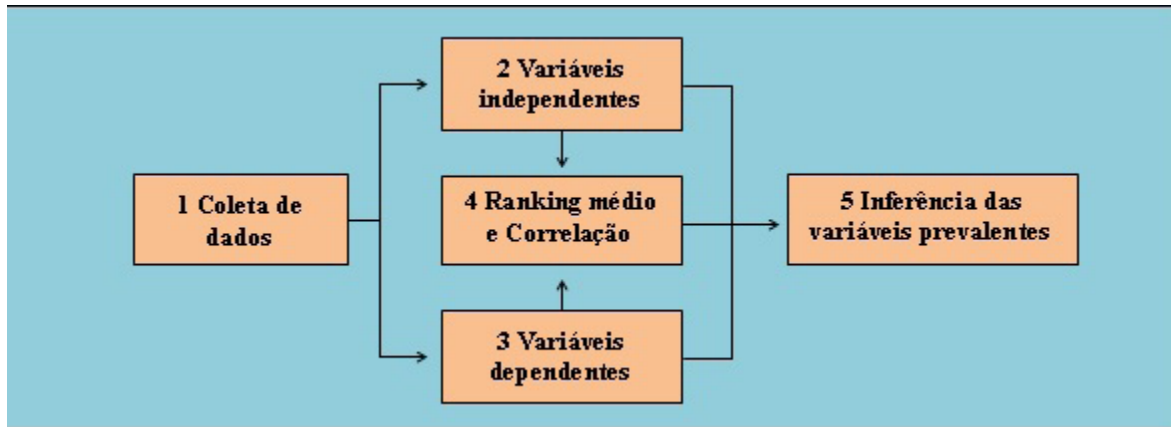 1 Coleta de
dados
2 Variáveis
independentes
4 Ranking médio
e Correlação
3 Variáveis
dependentes
5 Inferência das
variáveis prevalentes